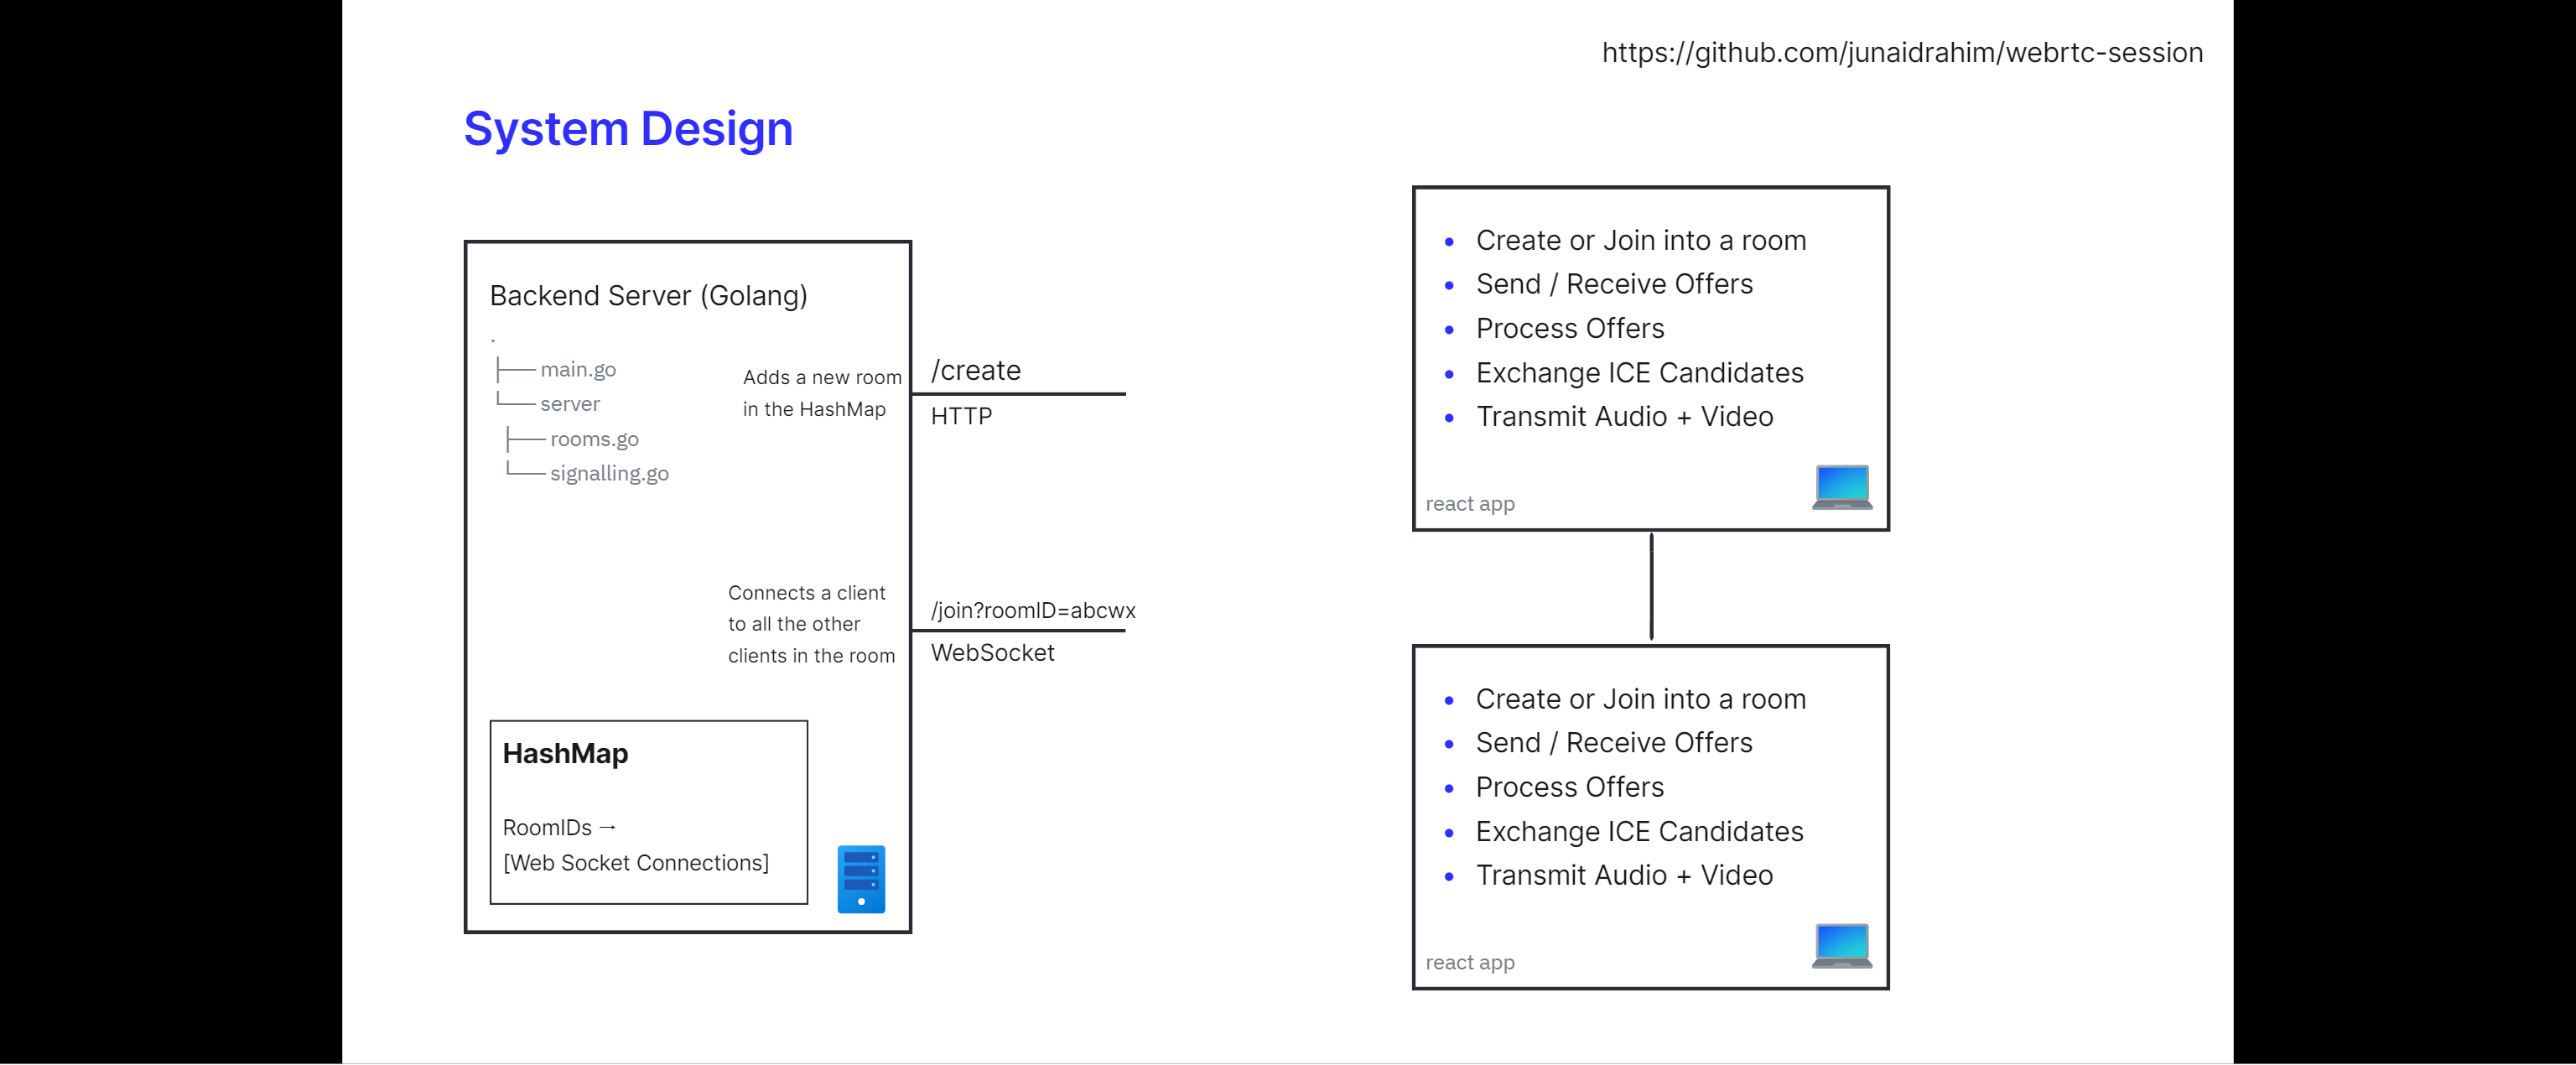 https://github.com/junaidrahim/webrtc-session
System Design
Backend Server (Golang)
.
├── main.go
└── server
├── rooms.go
└── signalling.go
Adds a new room
in the HashMap
/create
HTTP
Connects a client
to all the other
clients in the room
/join?roomID=abcwx
WebSocket
HashMap
RoomIDs →
[Web Socket Connections]
• Create or Join into a room
• Send / Receive Offers
• Process Offers
• Exchange ICE Candidates
• Transmit Audio + Video
react app
• Create or Join into a room
• Send / Receive Offers
• Process Offers
• Exchange ICE Candidates
• Transmit Audio + Video
react app